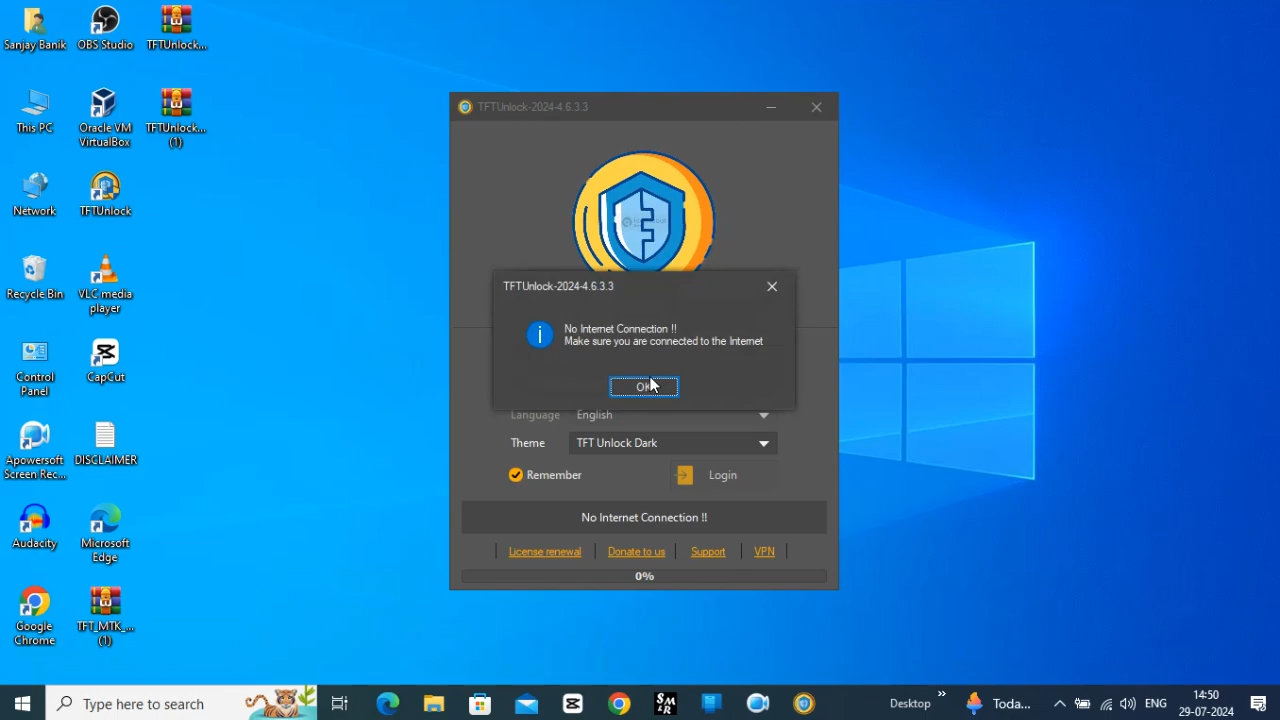 Sanjay Banik
OBS Studio
TFTUnlock...
This PC
Oracle VM
VirtualBox
TFTUnlock...
(1)
Network
TFTUnlock
Recycle Bin
VLC media
player
Control
Panel
CapCut
Apowersoft
Screen Rec...
DISCLAIMER
Audacity
Microsoft
Edge
Google
Chrome
TFT_MTK_...
(1)
TFTUnlock-2024-4.6.3.3
TFTUnlock-2024-4.6.3.3
No Internet Connection !!
Make sure you are connected to the Internet
OK
Language English
Theme TFT Unlock Dark
Remember Login
No Internet Connection !!
License renewal Donate to us Support VPN
0%
Type here to search
SM
&R
Desktop
Toda...
ENG
14:50
29-07-2024